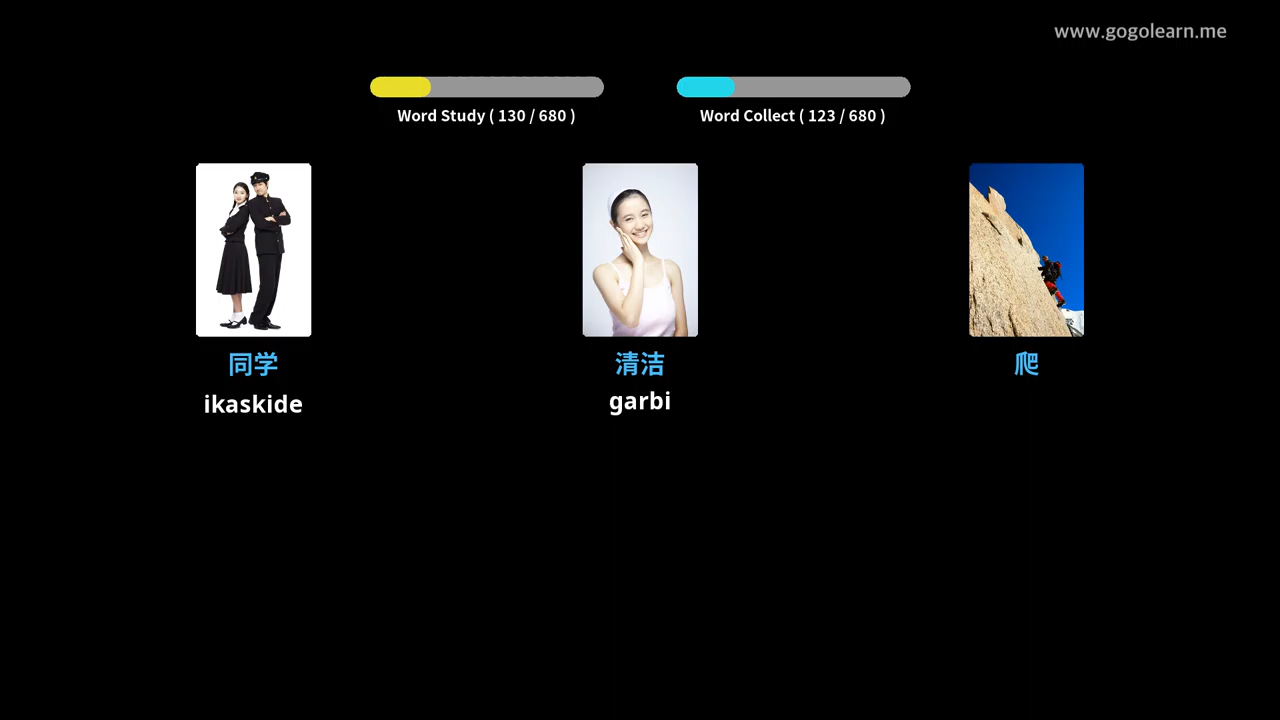 www.gogolearn.me
Word Study ( 130 / 680 )
Word Collect ( 123 / 680 )
同学
清洁
爬
ikaskide
garbi